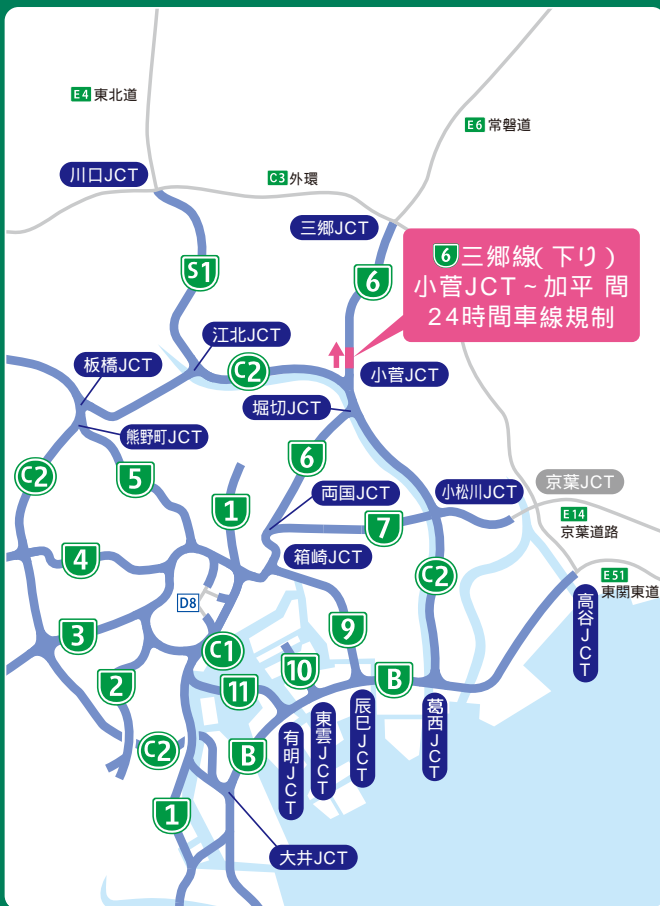 E4 東北道
E6 常磐道
川口JCT
C3 外環
三郷JCT
6 三郷線(下り)
小菅JCT~加平 間
24時間車線規制
S1
6
江北JCT
板橋JCT
C2
小菅JCT
堀切JCT
熊野町JCT
6
C2
5
両国JCT
小松川JCT
京葉JCT
1
E14
京葉道路
7
箱崎JCT
4
C2
E51
東関東道
D8
高谷JCT
9
3
C1
10
2
11
B
辰巳JCT
葛西JCT
東雲JCT
有明JCT
C2
B
1
大井JCT